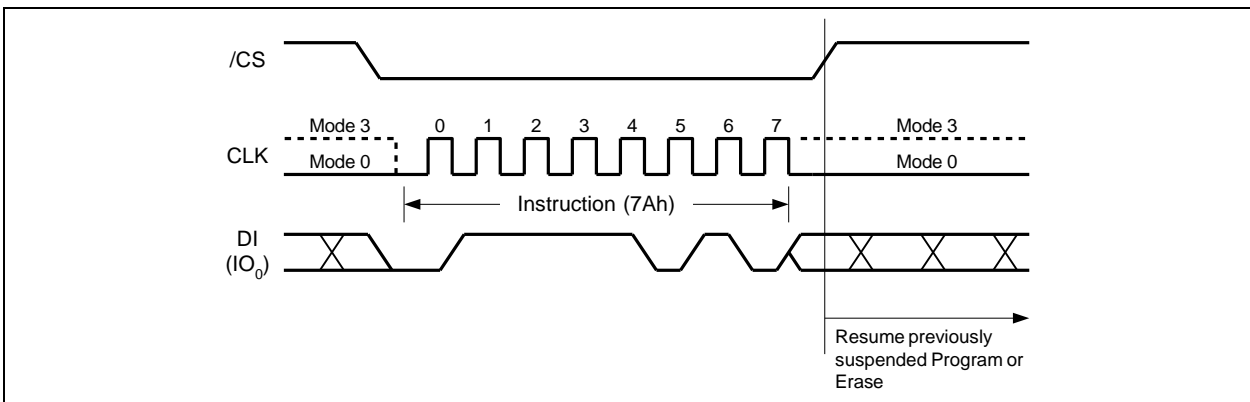 /CS
Mode 3 0 1 2 3 4 5 6 7 Mode 3
CLK
Mode 0 Mode 0
Instruction (7Ah)
DI
(IO0)
Resume previously
suspended Program or
Erase